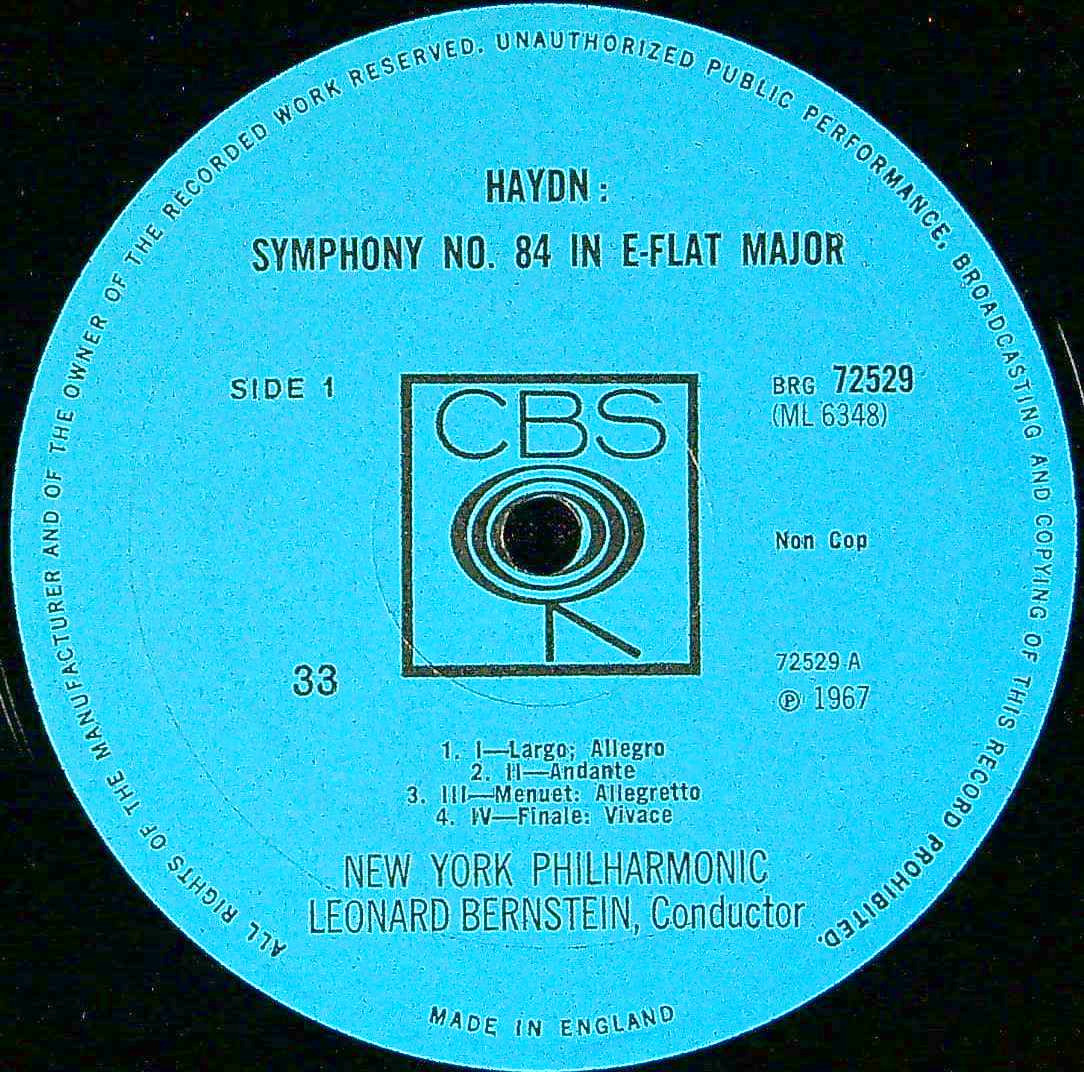 ALL RIGHTS OF THE MANUFACTURER AND OF THE OWNER OF THE RECORDED WORK RESERVED. UNAUTHORIZED PUBLIC PERFORMANCE, BROADCASTING AND COPYING OF THIS RECORD PROHIBITED.
HAYDN :
SYMPHONY NO. 84 IN E-FLAT MAJOR
SIDE 1
CBS
BRG 72529
(ML 6348)
Non Cop
33
72529 A
℗ 1967
1. I—Largo; Allegro
2. II—Andante
3. III—Menuet: Allegretto
4. IV—Finale: Vivace
NEW YORK PHILHARMONIC
LEONARD BERNSTEIN, Conductor
MADE IN ENGLAND